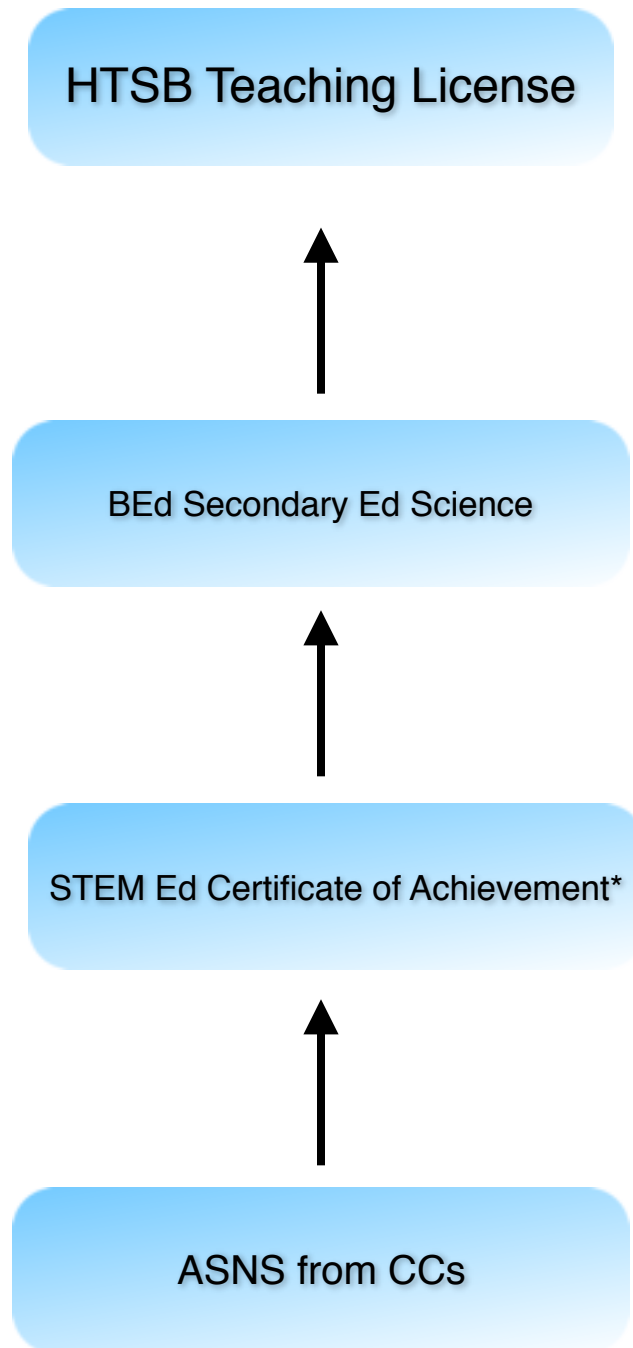 HTSB Teaching License
BEd Secondary Ed Science
STEM Ed Certificate of Achievement*
ASNS from CCs